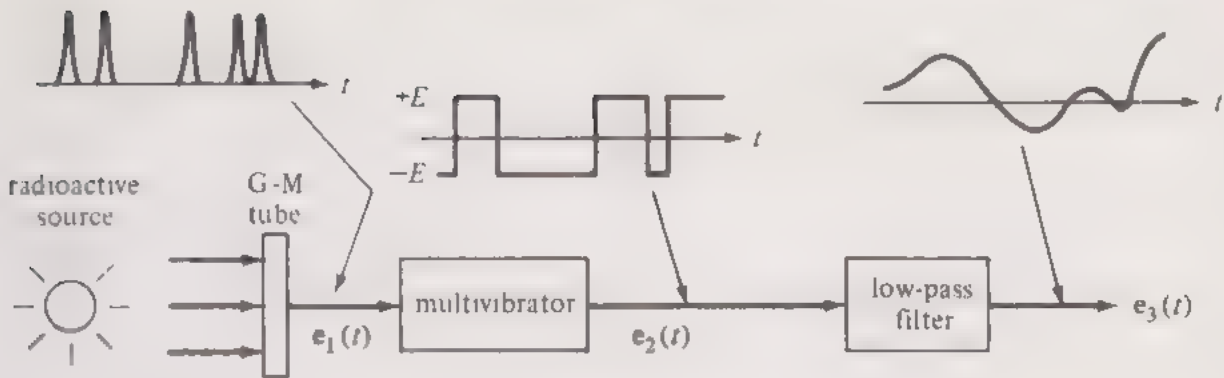 t
+E
−E
t
t
radioactive
source
G-M
tube
multivibrator
low-pass
filter
e₁(t)
e₂(t)
e₃(t)